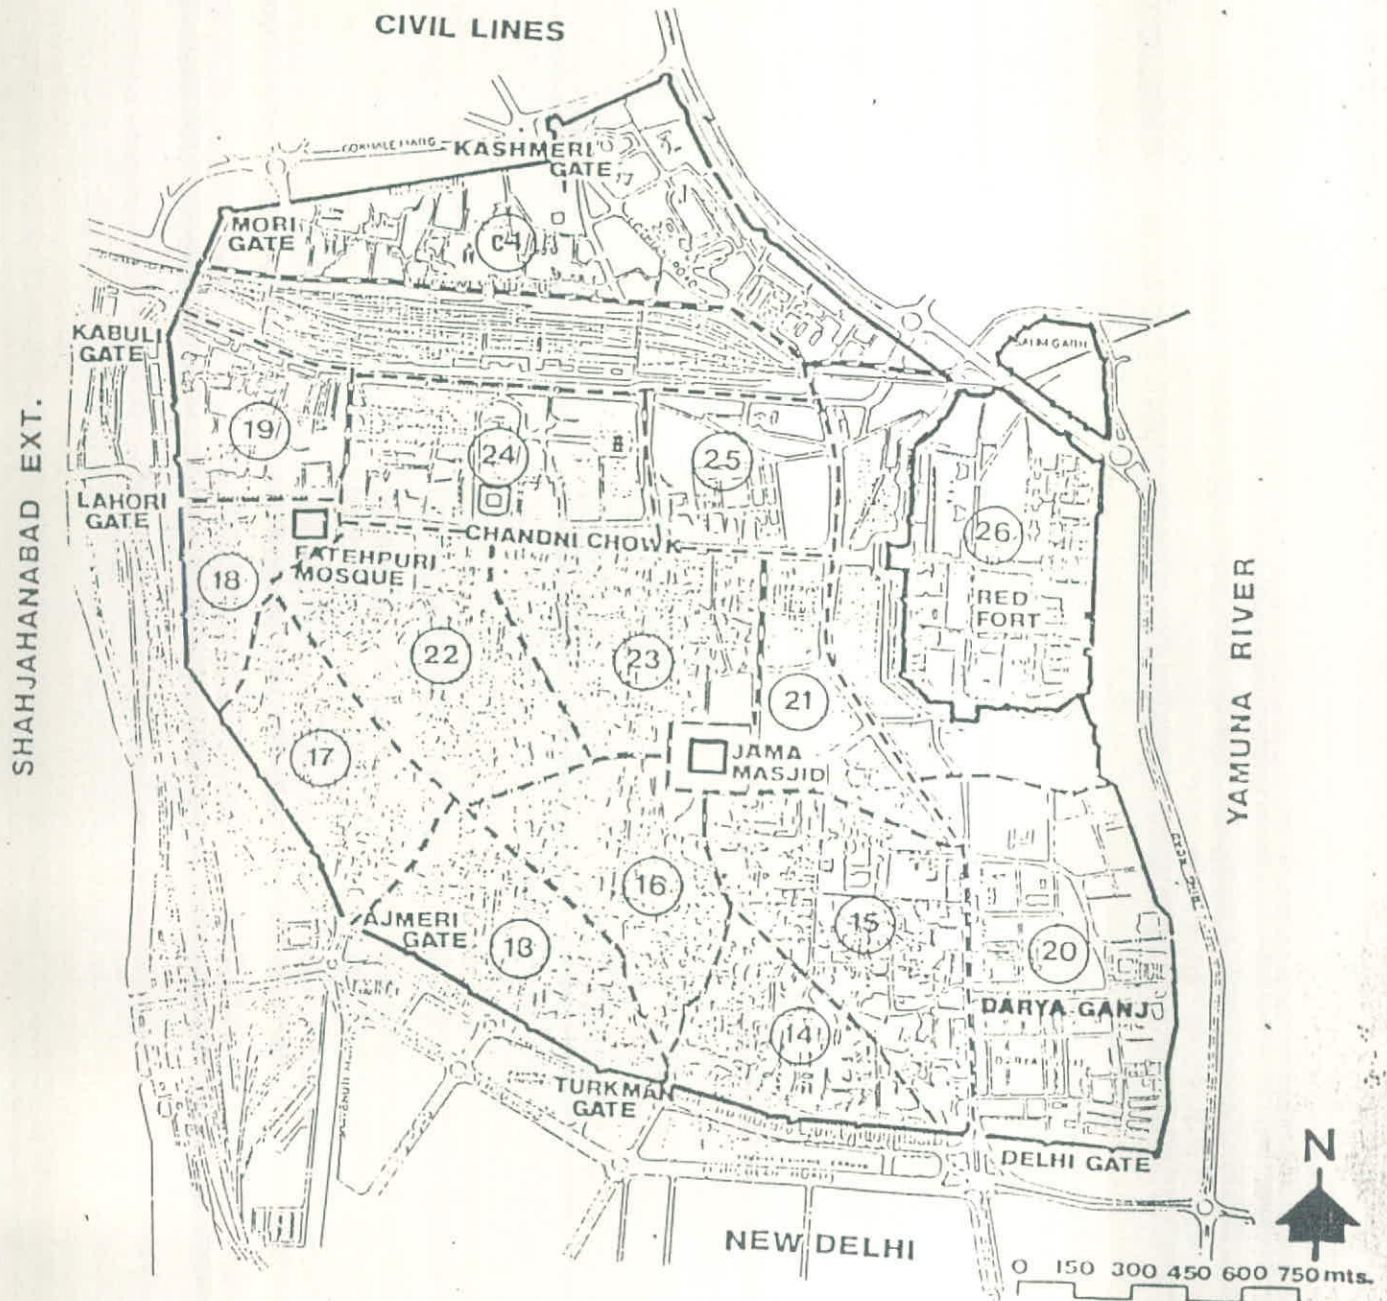 CIVIL LINES
KASHMERI
GATE
MORI
GATE
C-1
KABULI
GATE
SALIMGARH
SHAHJAHANABAD EXT.
19
24
25
LAHORI
GATE
CHANDNI CHOWK
26
FATEHPURI
MOSQUE
18
RED
FORT
22
23
21
YAMUNA RIVER
17
JAMA
MASJID
16
15
AJMERI
GATE
13
20
DARYA GANJ
14
TURKMAN
GATE
DELHI GATE
N
NEW DELHI
0 150 300 450 600 750 mts.